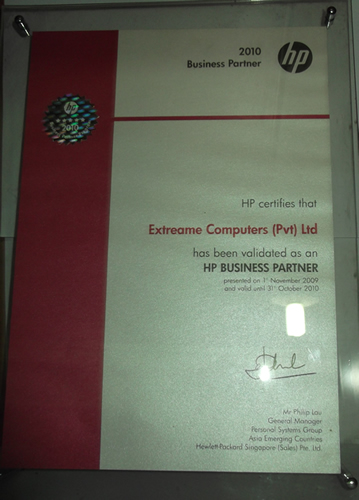 2010
Business Partner
hp
hp
2010
HP certifies that
Extreame Computers (Pvt) Ltd
has been validated as an
HP BUSINESS PARTNER
presented on 1st November 2009
and valid until 31st October 2010
Mr Philip Lau
General Manager
Personal Systems Group
Asia Emerging Countries
Hewlett-Packard Singapore (Sales) Pte. Ltd.